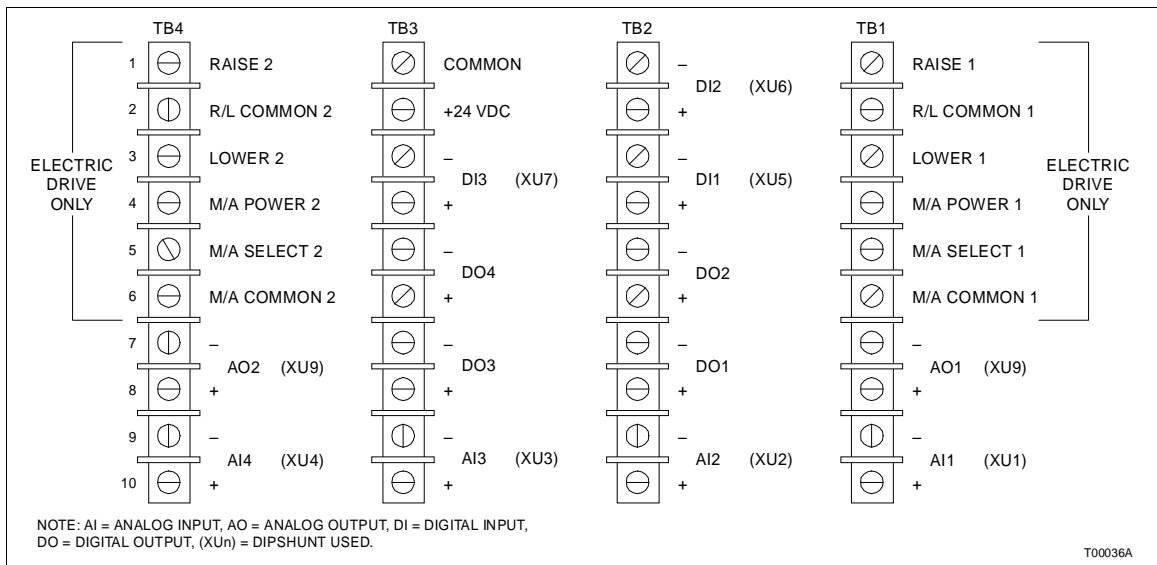 TB4 TB3 TB2 TB1
1 RAISE 2 COMMON – RAISE 1
DI2 (XU6)
2 R/L COMMON 2 +24 VDC + R/L COMMON 1
3 LOWER 2 – – LOWER 1
ELECTRIC DRIVE ONLY DI3 (XU7) DI1 (XU5) ELECTRIC DRIVE ONLY
4 M/A POWER 2 + + M/A POWER 1
5 M/A SELECT 2 – – M/A SELECT 1
DO4 DO2
6 M/A COMMON 2 + + M/A COMMON 1
7 – – – –
AO2 (XU9) DO3 DO1 AO1 (XU9)
8 + + + +
9 – – – –
AI4 (XU4) AI3 (XU3) AI2 (XU2) AI1 (XU1)
10 + + + +
NOTE: AI = ANALOG INPUT, AO = ANALOG OUTPUT, DI = DIGITAL INPUT,
DO = DIGITAL OUTPUT, (XUn) = DIPSHUNT USED.
T00036A